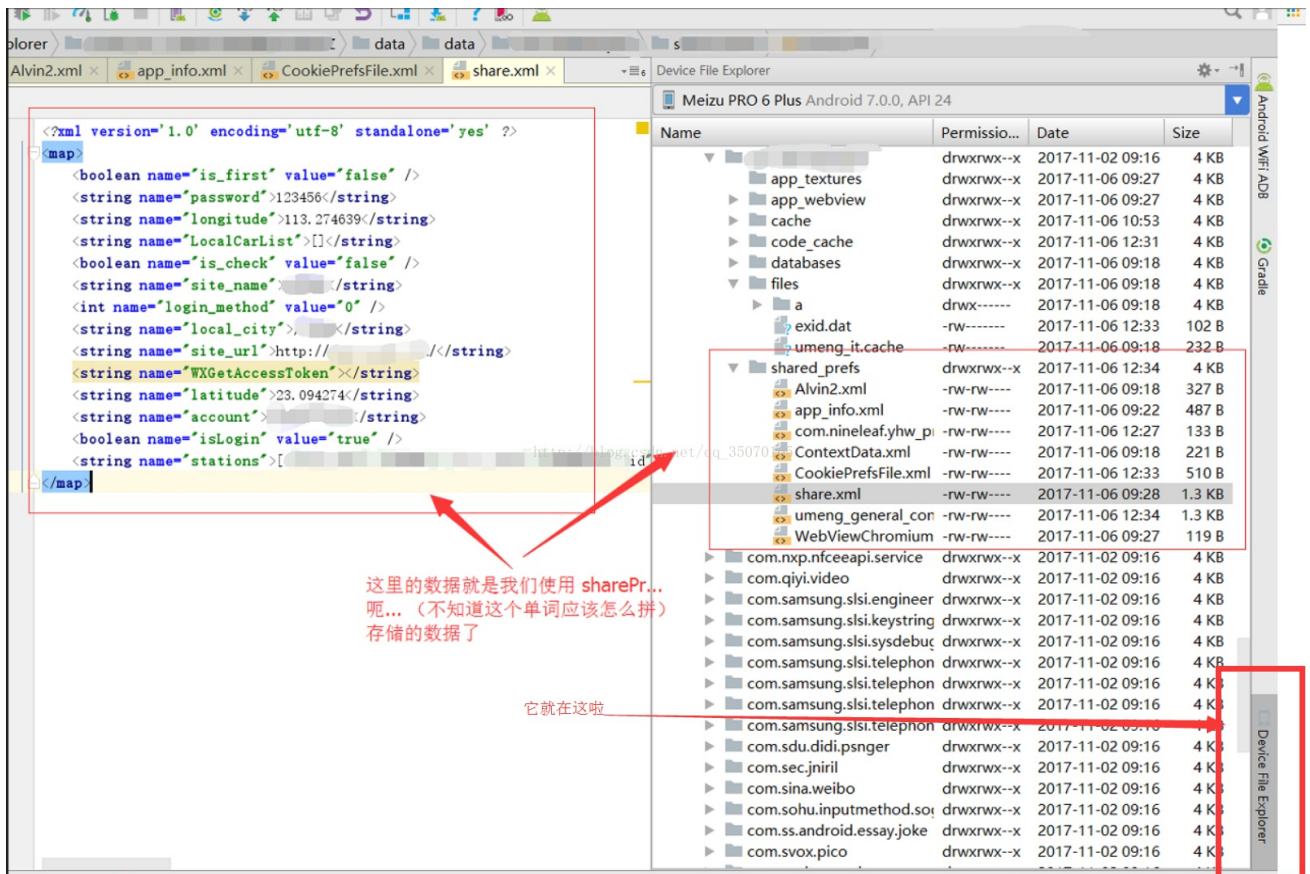 plorer data data s
Alvin2.xml × app_info.xml × CookiePrefsFile.xml × share.xml × 6
<?xml version='1.0' encoding='utf-8' standalone='yes' ?>
<map>
<boolean name="is_first" value="false" />
<string name="password">123456</string>
<string name="longitude">113.274639</string>
<string name="LocalCarList">[]</string>
<boolean name="is_check" value="false" />
<string name="site_name"> </string>
<int name="login_method" value="0" />
<string name="local_city"> </string>
<string name="site_url">http:// /</string>
<string name="WXGetAccessToken"></string>
<string name="latitude">23.094274</string>
<string name="account"> </string>
<boolean name="isLogin" value="true" />
<string name="stations">[ id"
</map>
这里的数据就是我们使用 sharePr...
呃... （不知道这个单词应该怎么拼）
存储的数据了
它就在这啦
Device File Explorer
Meizu PRO 6 Plus Android 7.0.0, API 24
Name Permissio... Date Size
drwxrwx--x 2017-11-02 09:16 4 KB
app_textures drwxrwx--x 2017-11-06 09:27 4 KB
app_webview drwxrwx--x 2017-11-06 09:27 4 KB
cache drwxrwx--x 2017-11-06 10:53 4 KB
code_cache drwxrwx--x 2017-11-06 12:31 4 KB
databases drwxrwx--x 2017-11-06 09:18 4 KB
files drwxrwx--x 2017-11-06 09:18 4 KB
a drwx------ 2017-11-06 09:18 4 KB
exid.dat -rw------- 2017-11-06 12:33 102 B
umeng_it.cache -rw------- 2017-11-06 09:18 232 B
shared_prefs drwxrwx--x 2017-11-06 12:34 4 KB
Alvin2.xml -rw-rw---- 2017-11-06 09:18 327 B
app_info.xml -rw-rw---- 2017-11-06 09:22 487 B
com.nineleaf.yhw_p -rw-rw---- 2017-11-06 12:27 133 B
ContextData.xml -rw-rw---- 2017-11-06 09:18 221 B
CookiePrefsFile.xml -rw-rw---- 2017-11-06 12:33 510 B
share.xml -rw-rw---- 2017-11-06 09:28 1.3 KB
umeng_general_con -rw-rw---- 2017-11-06 12:34 1.3 KB
WebViewChromium -rw-rw---- 2017-11-06 09:27 119 B
com.nxp.nfceeapi.service drwxrwx--x 2017-11-02 09:16 4 KB
com.qiyi.video drwxrwx--x 2017-11-02 09:16 4 KB
com.samsung.slsi.engineer drwxrwx--x 2017-11-02 09:16 4 KB
com.samsung.slsi.keystring drwxrwx--x 2017-11-02 09:16 4 KB
com.samsung.slsi.sysdebug drwxrwx--x 2017-11-02 09:16 4 KB
com.samsung.slsi.telephon drwxrwx--x 2017-11-02 09:16 4 KB
com.samsung.slsi.telephon drwxrwx--x 2017-11-02 09:16 4 KB
com.samsung.slsi.telephon drwxrwx--x 2017-11-02 09:16 4 KB
com.samsung.slsi.telephon drwxrwx--x 2017-11-02 09:16 4 KB
com.sdu.didi.psnger drwxrwx--x 2017-11-02 09:16 4 KB
com.sec.jniril drwxrwx--x 2017-11-02 09:16 4 KB
com.sina.weibo drwxrwx--x 2017-11-02 09:16 4 KB
com.sohu.inputmethod.sog drwxrwx--x 2017-11-02 09:16 4 KB
com.ss.android.essay.joke drwxrwx--x 2017-11-02 09:16 4 KB
com.svox.pico drwxrwx--x 2017-11-02 09:16 4 KB
Android WiFi ADB
Gradle
Device File Explorer